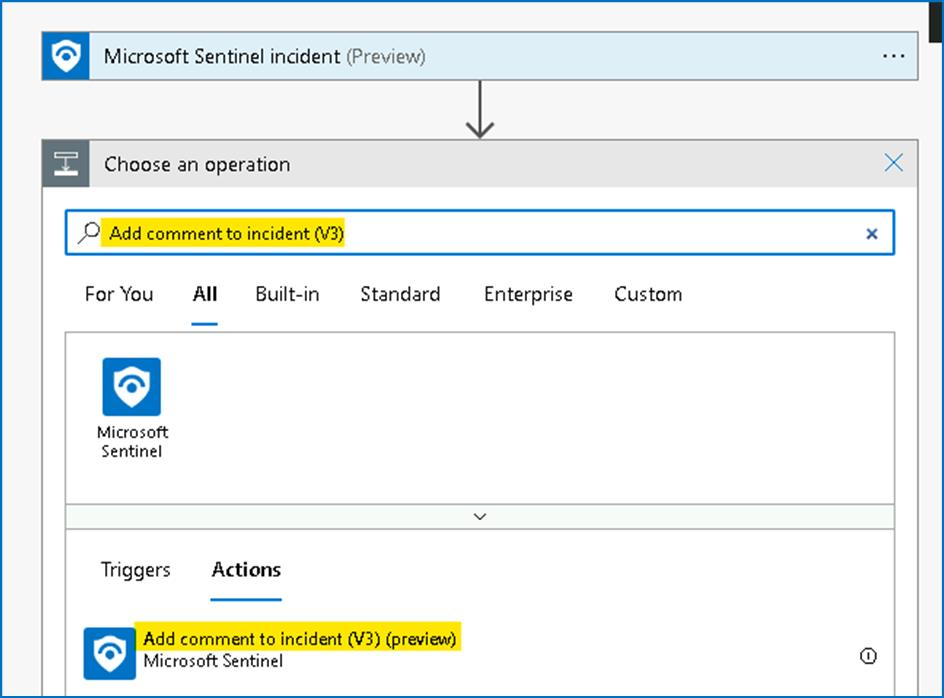 Microsoft Sentinel incident (Preview)
Choose an operation
Add comment to incident (V3)
For You All Built-in Standard Enterprise Custom
Microsoft
Sentinel
Triggers Actions
Add comment to incident (V3) (preview)
Microsoft Sentinel